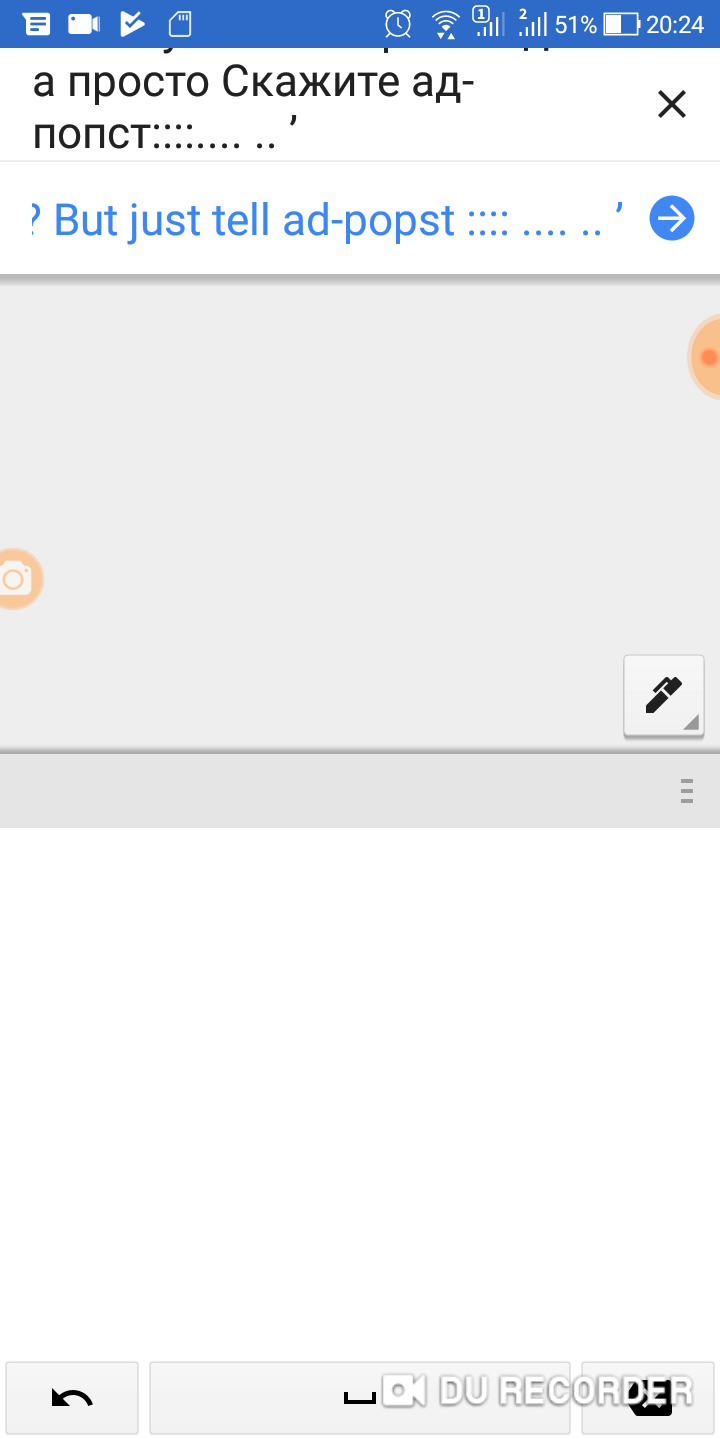 51% 20:24
а просто Скажите ад-
попст::::.... .. ’
? But just tell ad-popst :::: .... .. ’
DU RECORDER